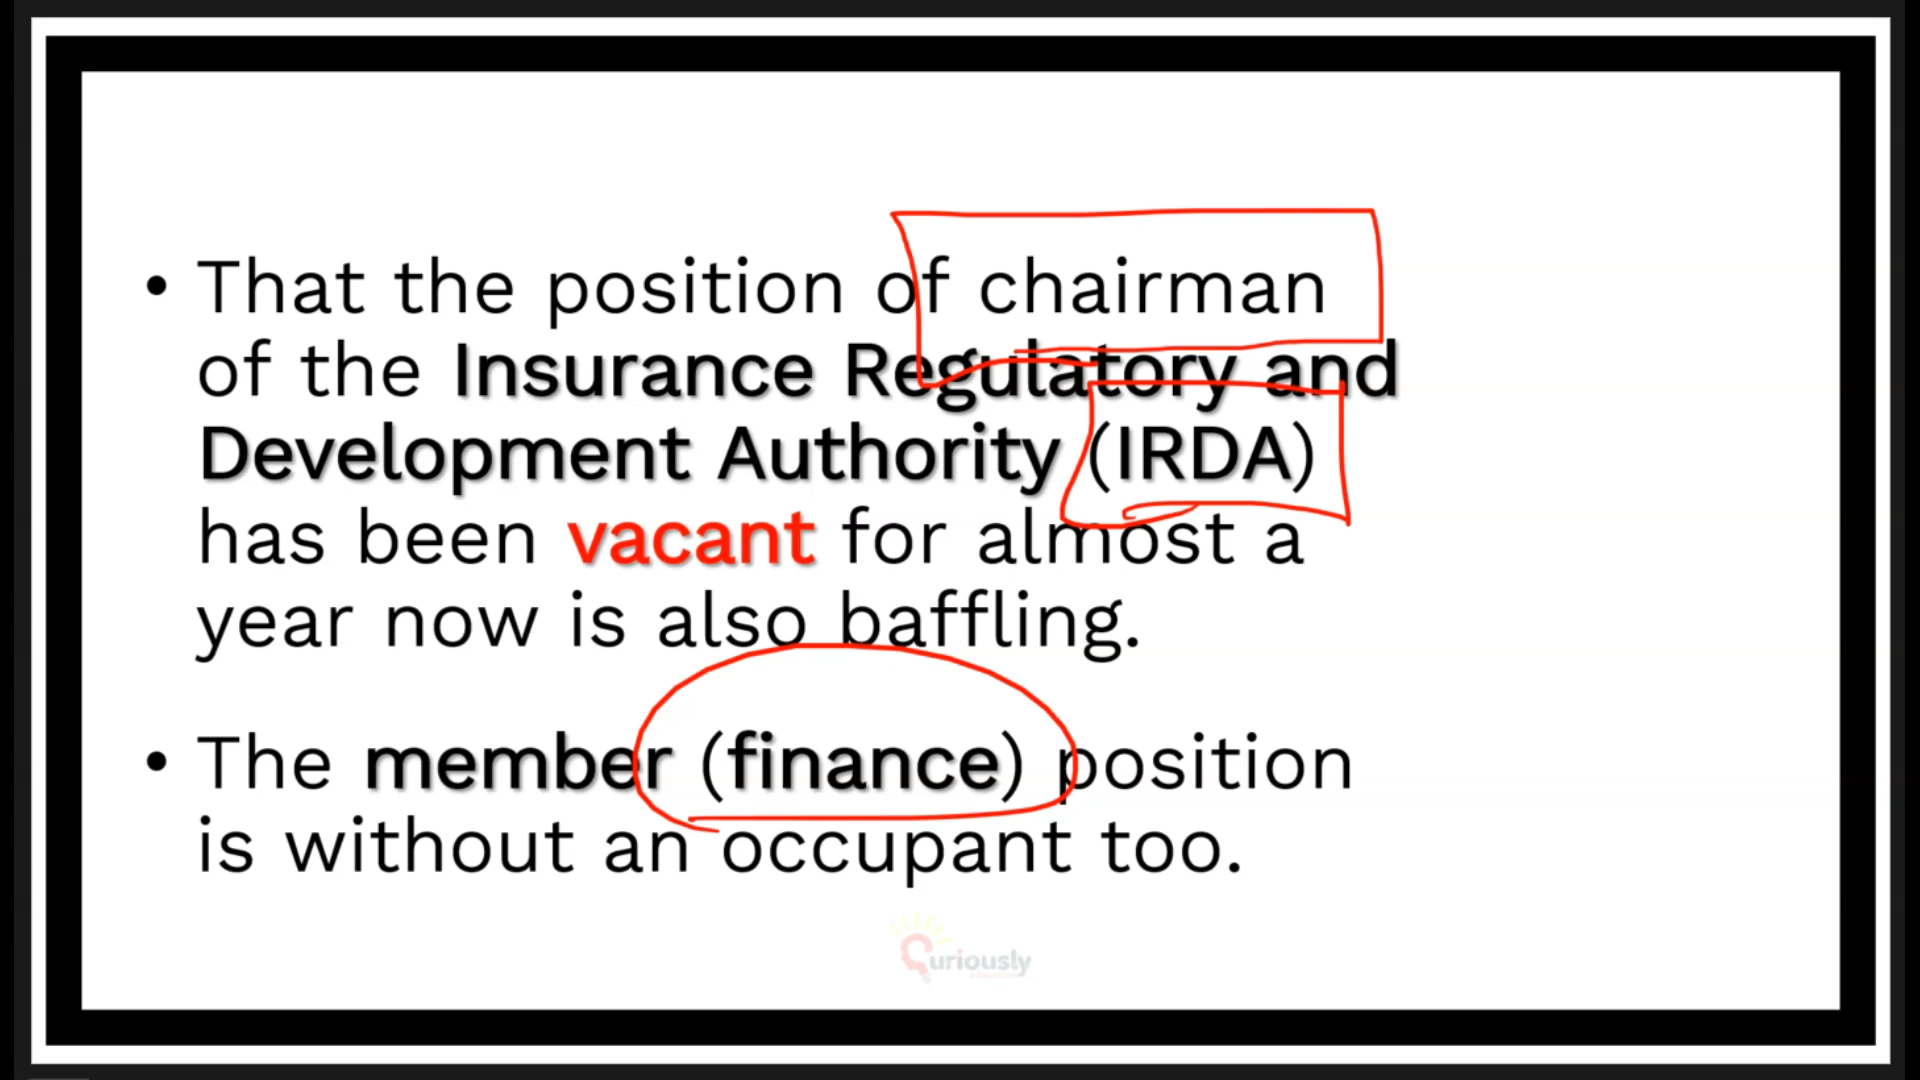 • That the position of chairman
of the Insurance Regulatory and
Development Authority (IRDA)
has been vacant for almost a
year now is also baffling.
• The member (finance) position
is without an occupant too.
Curiously